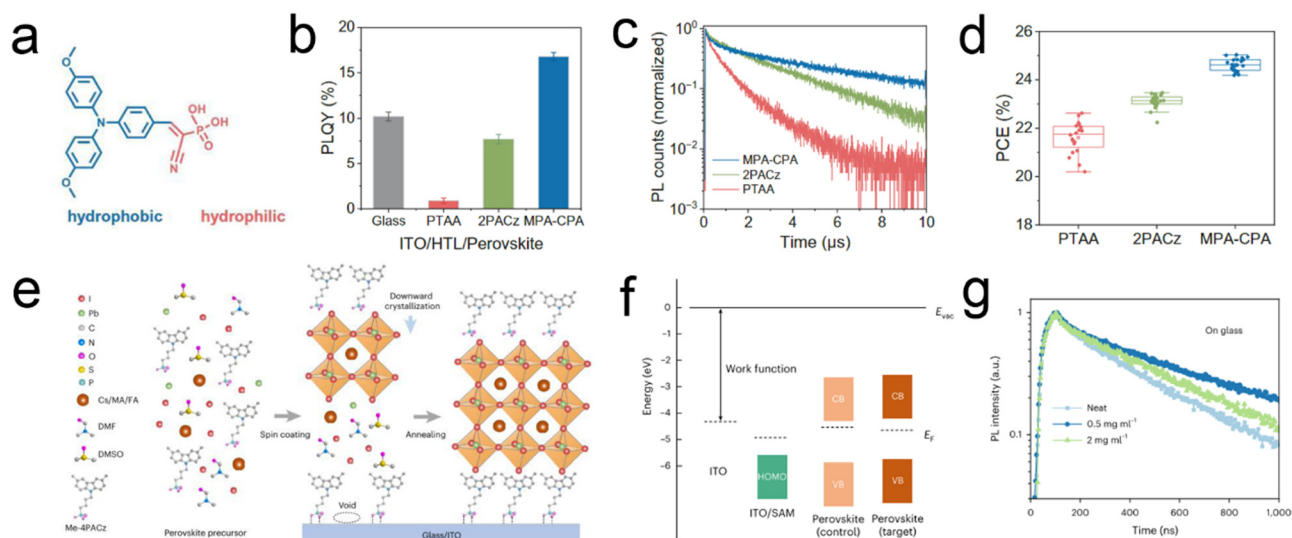 a
O
N
O
OH
P
OH
O
N
hydrophobic
hydrophilic
b
PLQY (%)
20
15
10
5
0
Glass
PTAA
2PACz
MPA-CPA
ITO/HTL/Perovskite
c
PL counts (normalized)
10⁰
10⁻¹
10⁻²
10⁻³
MPA-CPA
2PACz
PTAA
0
2
4
6
8
10
Time (μs)
d
PCE (%)
26
24
22
20
18
PTAA
2PACz
MPA-CPA
e
I
Pb
C
N
O
S
P
Cs/MA/FA
DMF
DMSO
Me-4PACz
Perovskite precursor
Spin coating
Downward
crystallization
Void
Annealing
Glass/ITO
f
Energy (eV)
0
−1
−2
−3
−4
−5
−6
Evac
Work function
CB
CB
EF
ITO
HOMO
VB
VB
ITO/SAM
Perovskite
(control)
Perovskite
(target)
g
PL intensity (a.u.)
1
0.1
On glass
Neat
0.5 mg ml⁻¹
2 mg ml⁻¹
0
200
400
600
800
1,000
Time (ns)